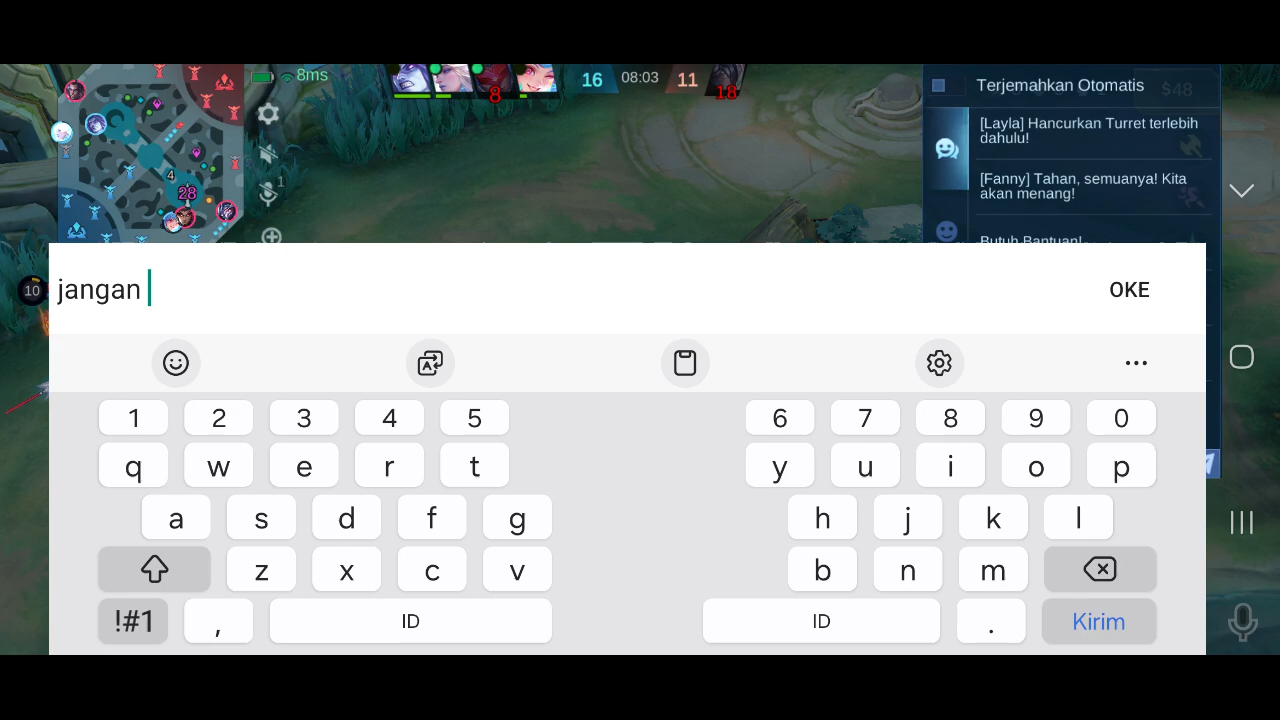 8ms
8
16
08:03
11
18
Terjemahkan Otomatis
$48
[Layla] Hancurkan Turret terlebih
dahulu!
[Fanny] Tahan, semuanya! Kita
akan menang!
Butuh Bantuan!
4
28
1
10
jangan
OKE
1 2 3 4 5 6 7 8 9 0
q w e r t y u i o p
a s d f g h j k l
z x c v b n m
!#1 , ID ID . Kirim